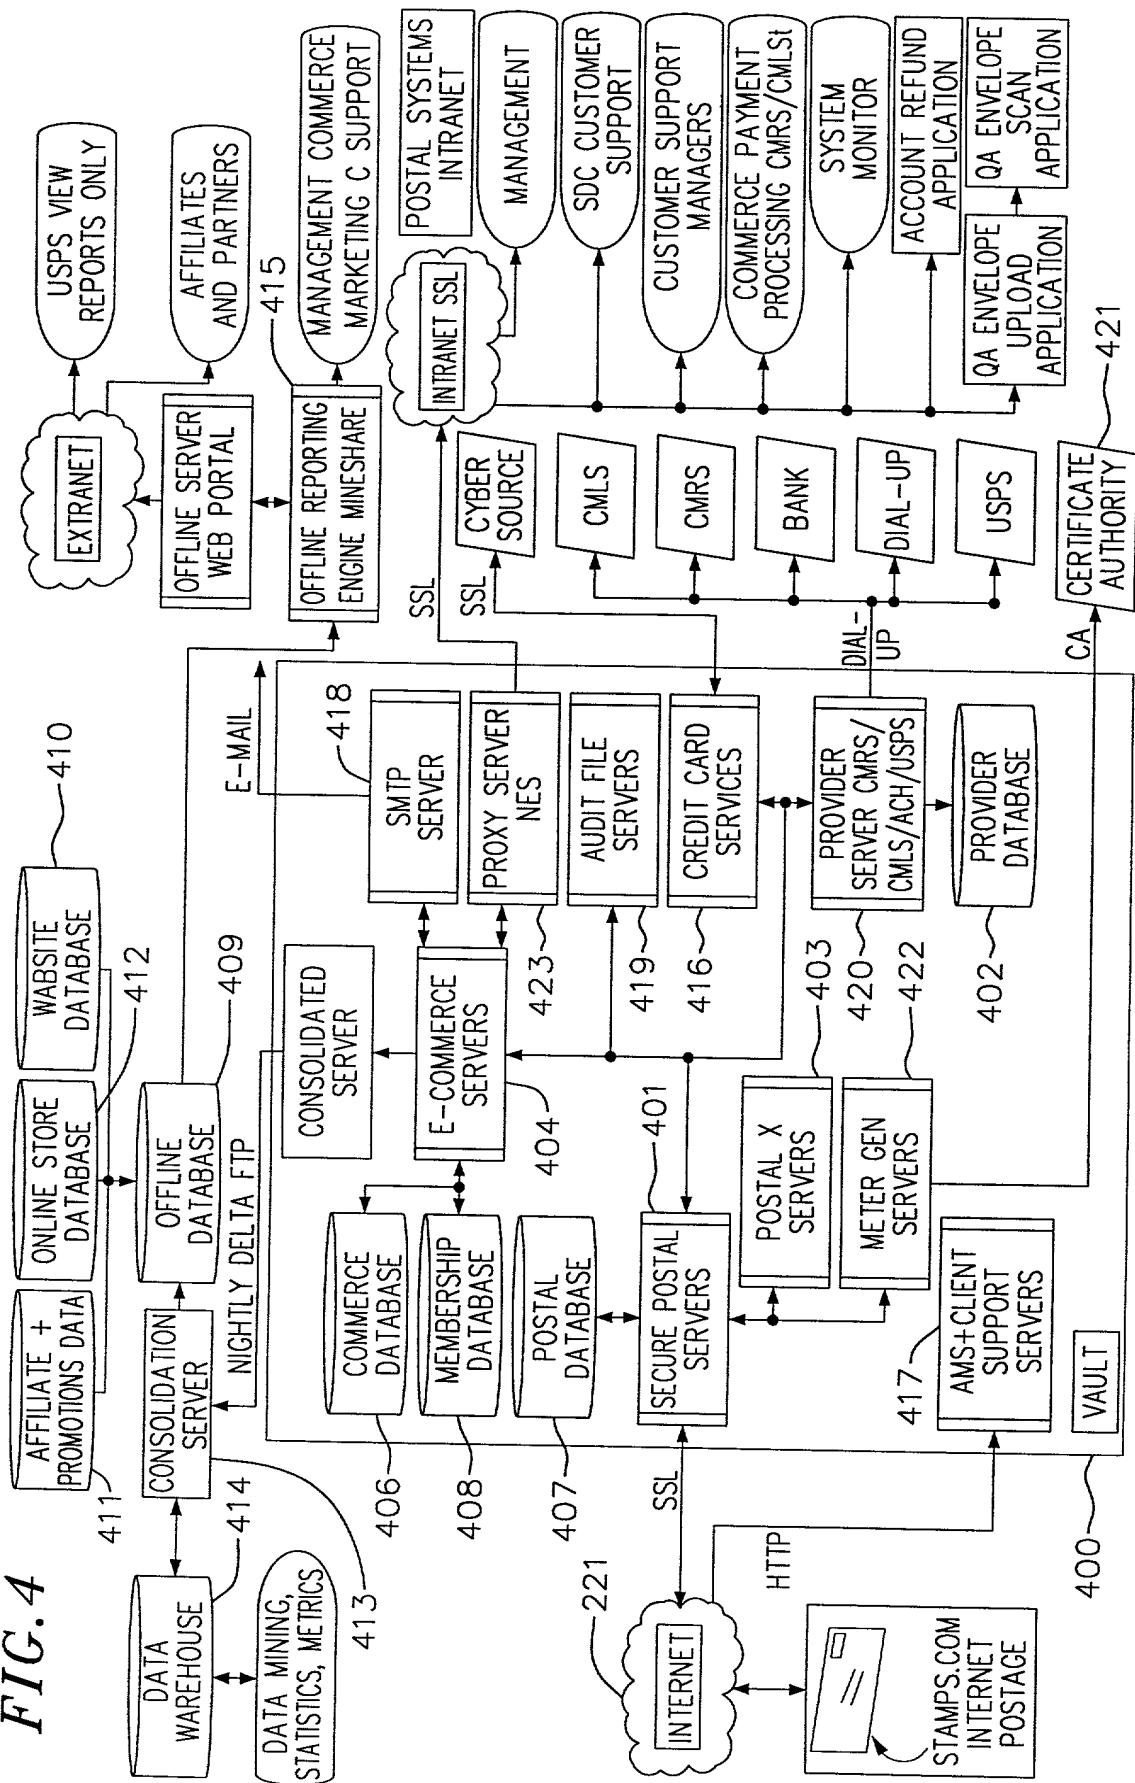 FIG.4
AFFILIATE +
PROMOTIONS DATA
411
ONLINE STORE
DATABASE
412
WABSITE
DATABASE
410
DATA
WAREHOUSE
414
CONSOLIDATION
SERVER
413
OFFLINE
DATABASE
409
DATA MINING,
STATISTICS, METRICS
NIGHTLY DELTA FTP
E-MAIL
EXTRANET
USPS VIEW
REPORTS ONLY
OFFLINE SERVER
WEB PORTAL
AFFILIATES
AND PARTNERS
415
OFFLINE REPORTING
ENGINE MINESHARE
MANAGEMENT COMMERCE
MARKETING C SUPPORT
CONSOLIDATED
SERVER
COMMERCE
DATABASE
406
MEMBERSHIP
DATABASE
408
POSTAL
DATABASE
407
E-COMMERCE
SERVERS
404
SMTP
SERVER
418
PROXY SERVER
NES
423
AUDIT FILE
SERVERS
419
CREDIT CARD
SERVICES
416
SSL
SSL
INTRANET SSL
POSTAL SYSTEMS
INTRANET
MANAGEMENT
SDC CUSTOMER
SUPPORT
CUSTOMER SUPPORT
MANAGERS
COMMERCE PAYMENT
PROCESSING CMRS/CMLSt
SYSTEM
MONITOR
ACCOUNT REFUND
APPLICATION
QA ENVELOPE
UPLOAD
APPLICATION
QA ENVELOPE
SCAN
APPLICATION
CYBER
SOURCE
CMLS
CMRS
BANK
DIAL-UP
USPS
DIAL-
UP
CERTIFICATE
AUTHORITY
421
CA
221
INTERNET
SSL
HTTP
SECURE POSTAL
SERVERS
401
POSTAL X
SERVERS
403
METER GEN
SERVERS
422
PROVIDER
SERVER CMRS/
CMLS/ACH/USPS
420
PROVIDER
DATABASE
402
417
AMS+CLIENT
SUPPORT
SERVERS
VAULT
400
STAMPS.COM
INTERNET
POSTAGE